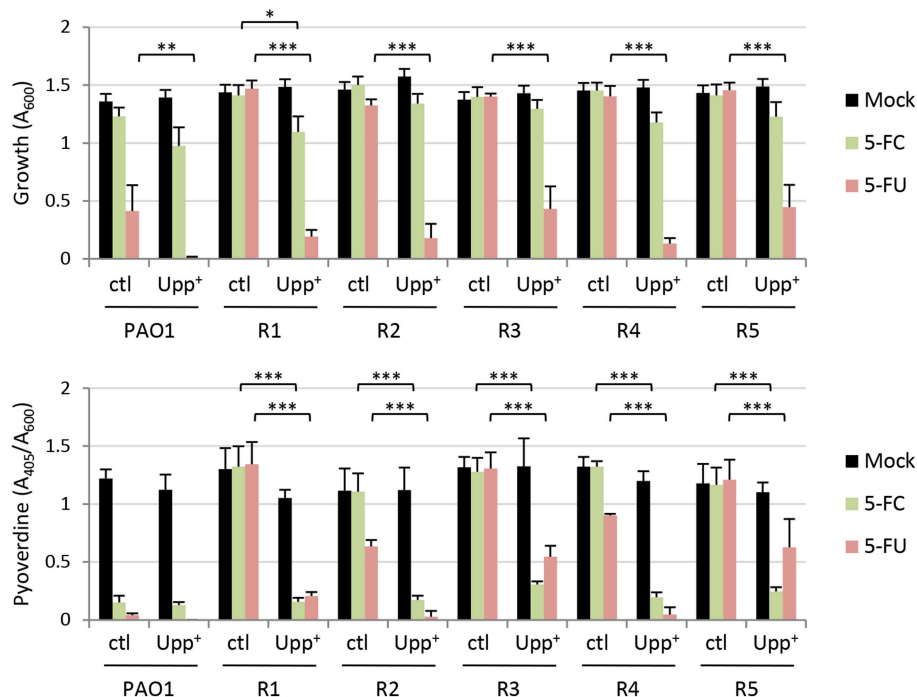 2
1.5
1
0.5
0
Growth (A600)
** * *** *** *** *** ***
Mock
5-FC
5-FU
ctl Upp+ ctl Upp+ ctl Upp+ ctl Upp+ ctl Upp+ ctl Upp+
PAO1 R1 R2 R3 R4 R5
2
1.5
1
0.5
0
Pyoverdine (A405/A600)
*** *** *** *** ***
*** *** *** *** ***
Mock
5-FC
5-FU
ctl Upp+ ctl Upp+ ctl Upp+ ctl Upp+ ctl Upp+ ctl Upp+
PAO1 R1 R2 R3 R4 R5